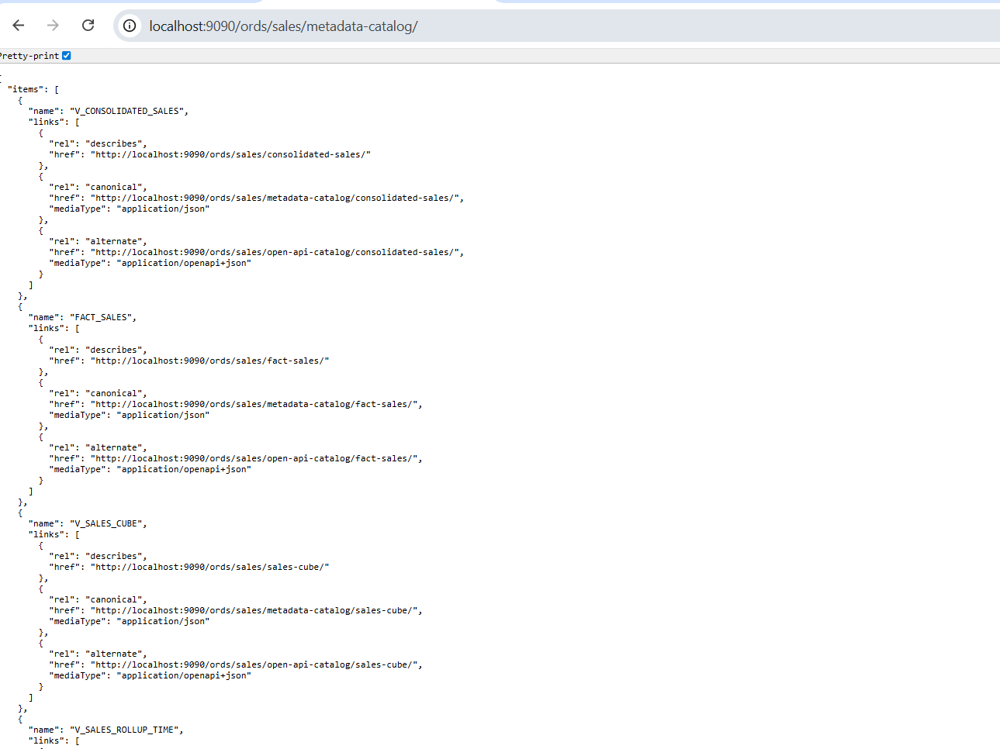 localhost:9090/ords/sales/metadata-catalog/
Pretty-print
"items": [
{
"name": "V_CONSOLIDATED_SALES",
"links": [
{
"rel": "describes",
"href": "http://localhost:9090/ords/sales/consolidated-sales/"
},
{
"rel": "canonical",
"href": "http://localhost:9090/ords/sales/metadata-catalog/consolidated-sales/",
"mediaType": "application/json"
},
{
"rel": "alternate",
"href": "http://localhost:9090/ords/sales/open-api-catalog/consolidated-sales/",
"mediaType": "application/openapi+json"
}
]
},
{
"name": "FACT_SALES",
"links": [
{
"rel": "describes",
"href": "http://localhost:9090/ords/sales/fact-sales/"
},
{
"rel": "canonical",
"href": "http://localhost:9090/ords/sales/metadata-catalog/fact-sales/",
"mediaType": "application/json"
},
{
"rel": "alternate",
"href": "http://localhost:9090/ords/sales/open-api-catalog/fact-sales/",
"mediaType": "application/openapi+json"
}
]
},
{
"name": "V_SALES_CUBE",
"links": [
{
"rel": "describes",
"href": "http://localhost:9090/ords/sales/sales-cube/"
},
{
"rel": "canonical",
"href": "http://localhost:9090/ords/sales/metadata-catalog/sales-cube/",
"mediaType": "application/json"
},
{
"rel": "alternate",
"href": "http://localhost:9090/ords/sales/open-api-catalog/sales-cube/",
"mediaType": "application/openapi+json"
}
]
},
{
"name": "V_SALES_ROLLUP_TIME",
"links": [